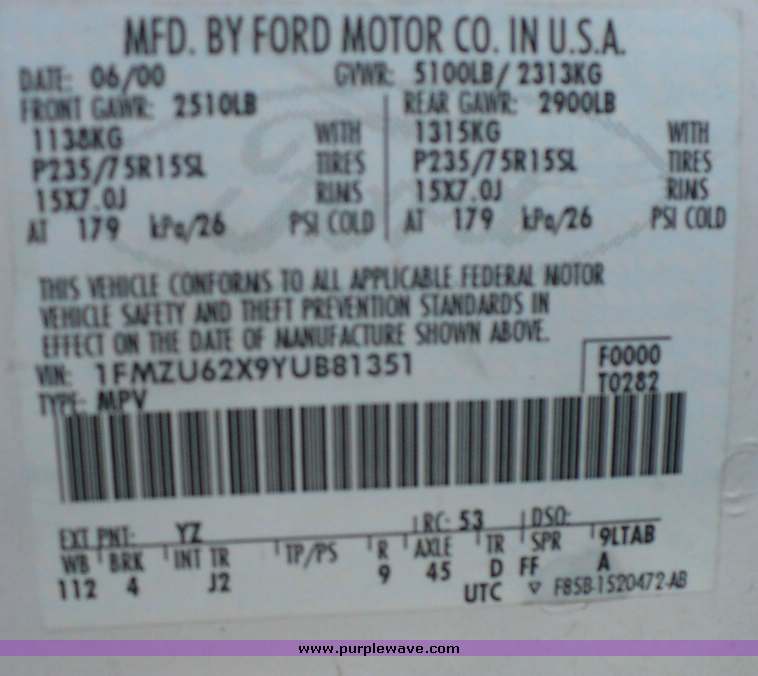 MFD. BY FORD MOTOR CO. IN U.S.A.
DATE: 06/00 GVWR: 5100LB/ 2313KG
FRONT GAWR: 2510LB REAR GAWR: 2900LB
1138KG WITH 1315KG WITH
P235/75R15SL TIRES P235/75R15SL TIRES
15X7.0J RIMS 15X7.0J RIMS
AT 179 kPa/26 PSI COLD AT 179 kPa/26 PSI COLD
THIS VEHICLE CONFORMS TO ALL APPLICABLE FEDERAL MOTOR
VEHICLE SAFETY AND THEFT PREVENTION STANDARDS IN
EFFECT ON THE DATE OF MANUFACTURE SHOWN ABOVE.
VIN: 1FMZU62X9YUB81351 F0000
TYPE: MPV T0282
EXT PNT: YZ RC: 53 DSO:
WB BRK INT TR TP/PS R AXLE TR SPR 9LTAB
112 4 J2 9 45 D FF A
UTC ▽ F85B-1520472-AB
www.purplewave.com